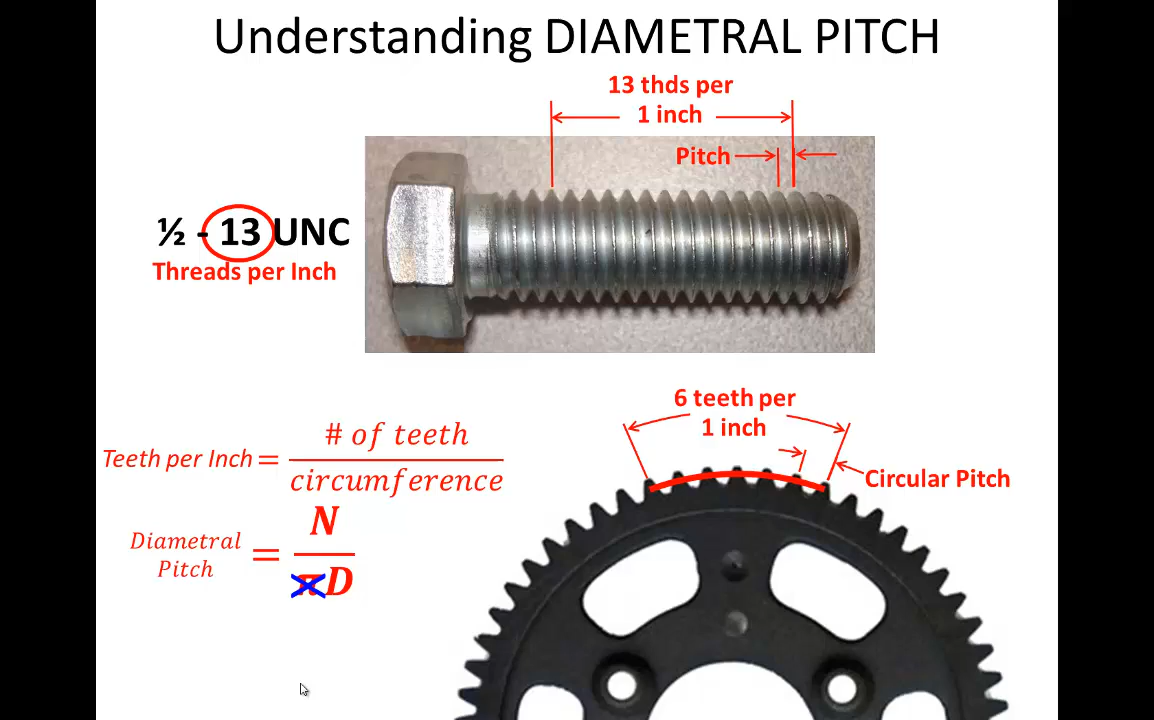 Understanding DIAMETRAL PITCH
13 thds per
1 inch
Pitch
½ - 13 UNC
Threads per Inch
6 teeth per
1 inch
Circular Pitch
Teeth per Inch = # of teeth / circumference
Diametral Pitch = N / πD